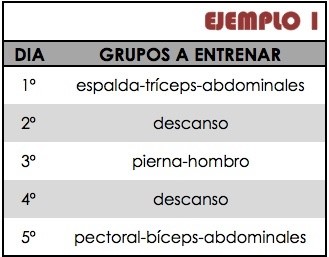 EJEMPLO 1
DIA GRUPOS A ENTRENAR
1º espalda-tríceps-abdominales
2º descanso
3º pierna-hombro
4º descanso
5º pectoral-bíceps-abdominales